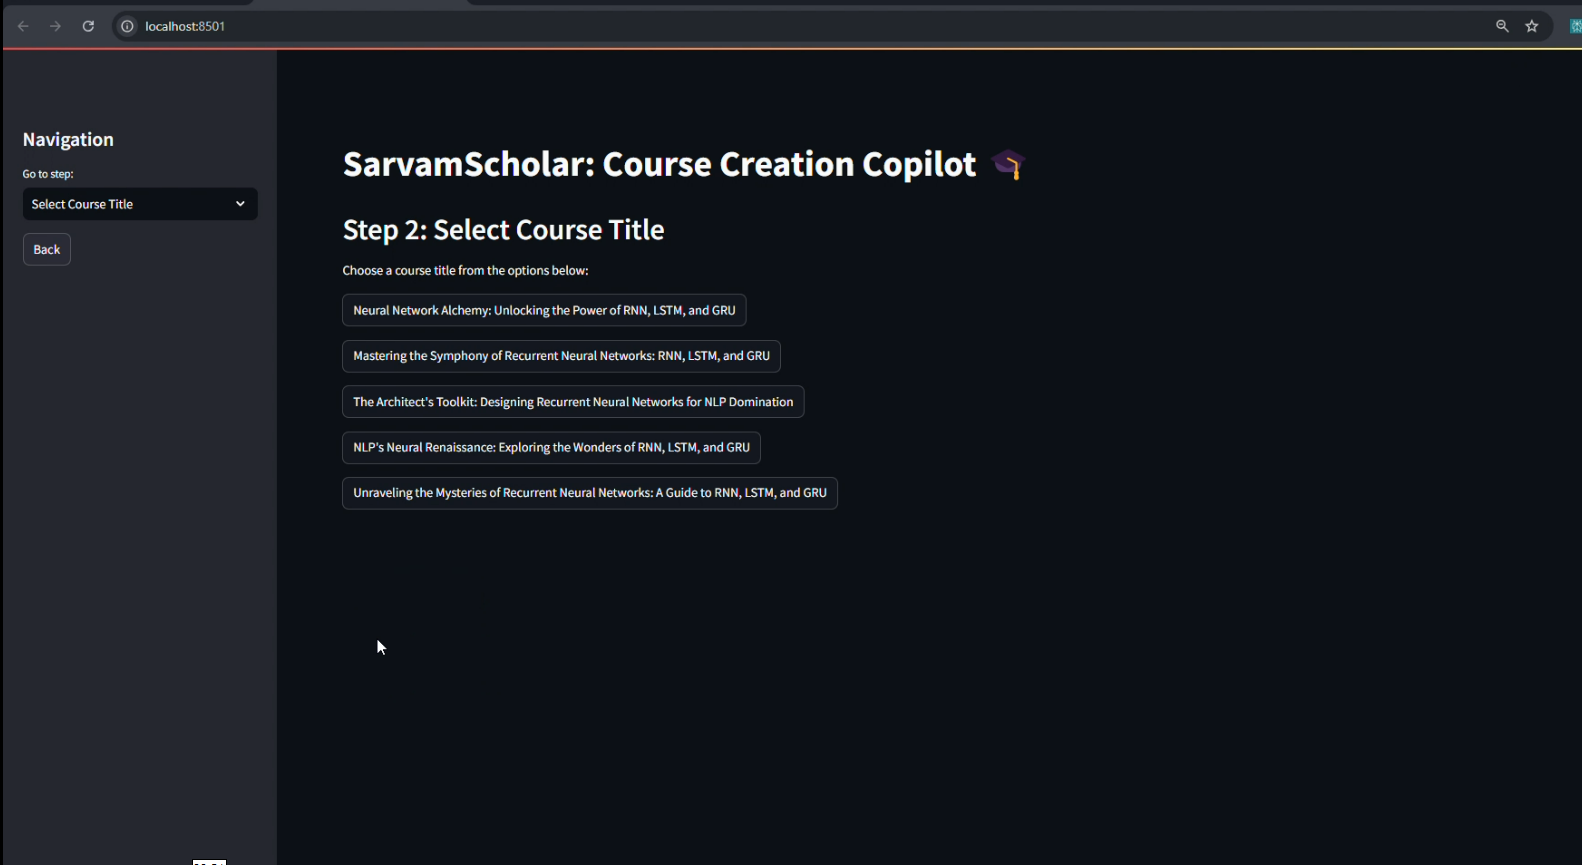 localhost:8501
Navigation
Go to step:
Select Course Title
Back
SarvamScholar: Course Creation Copilot
Step 2: Select Course Title
Choose a course title from the options below:
Neural Network Alchemy: Unlocking the Power of RNN, LSTM, and GRU
Mastering the Symphony of Recurrent Neural Networks: RNN, LSTM, and GRU
The Architect's Toolkit: Designing Recurrent Neural Networks for NLP Domination
NLP's Neural Renaissance: Exploring the Wonders of RNN, LSTM, and GRU
Unraveling the Mysteries of Recurrent Neural Networks: A Guide to RNN, LSTM, and GRU